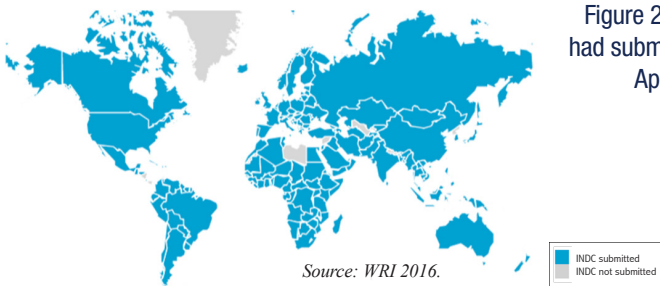 Figure 2
had subm
Ap
Source: WRI 2016.
INDC submitted
INDC not submitted